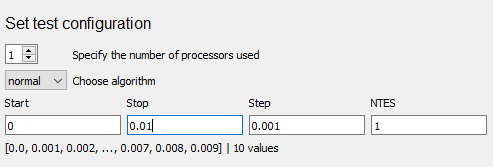 Set test configuration
1 Specify the number of processors used
normal Choose algorithm
Start Stop Step NTES
0 0.01 0.001 1
[0.0, 0.001, 0.002, ..., 0.007, 0.008, 0.009] | 10 values